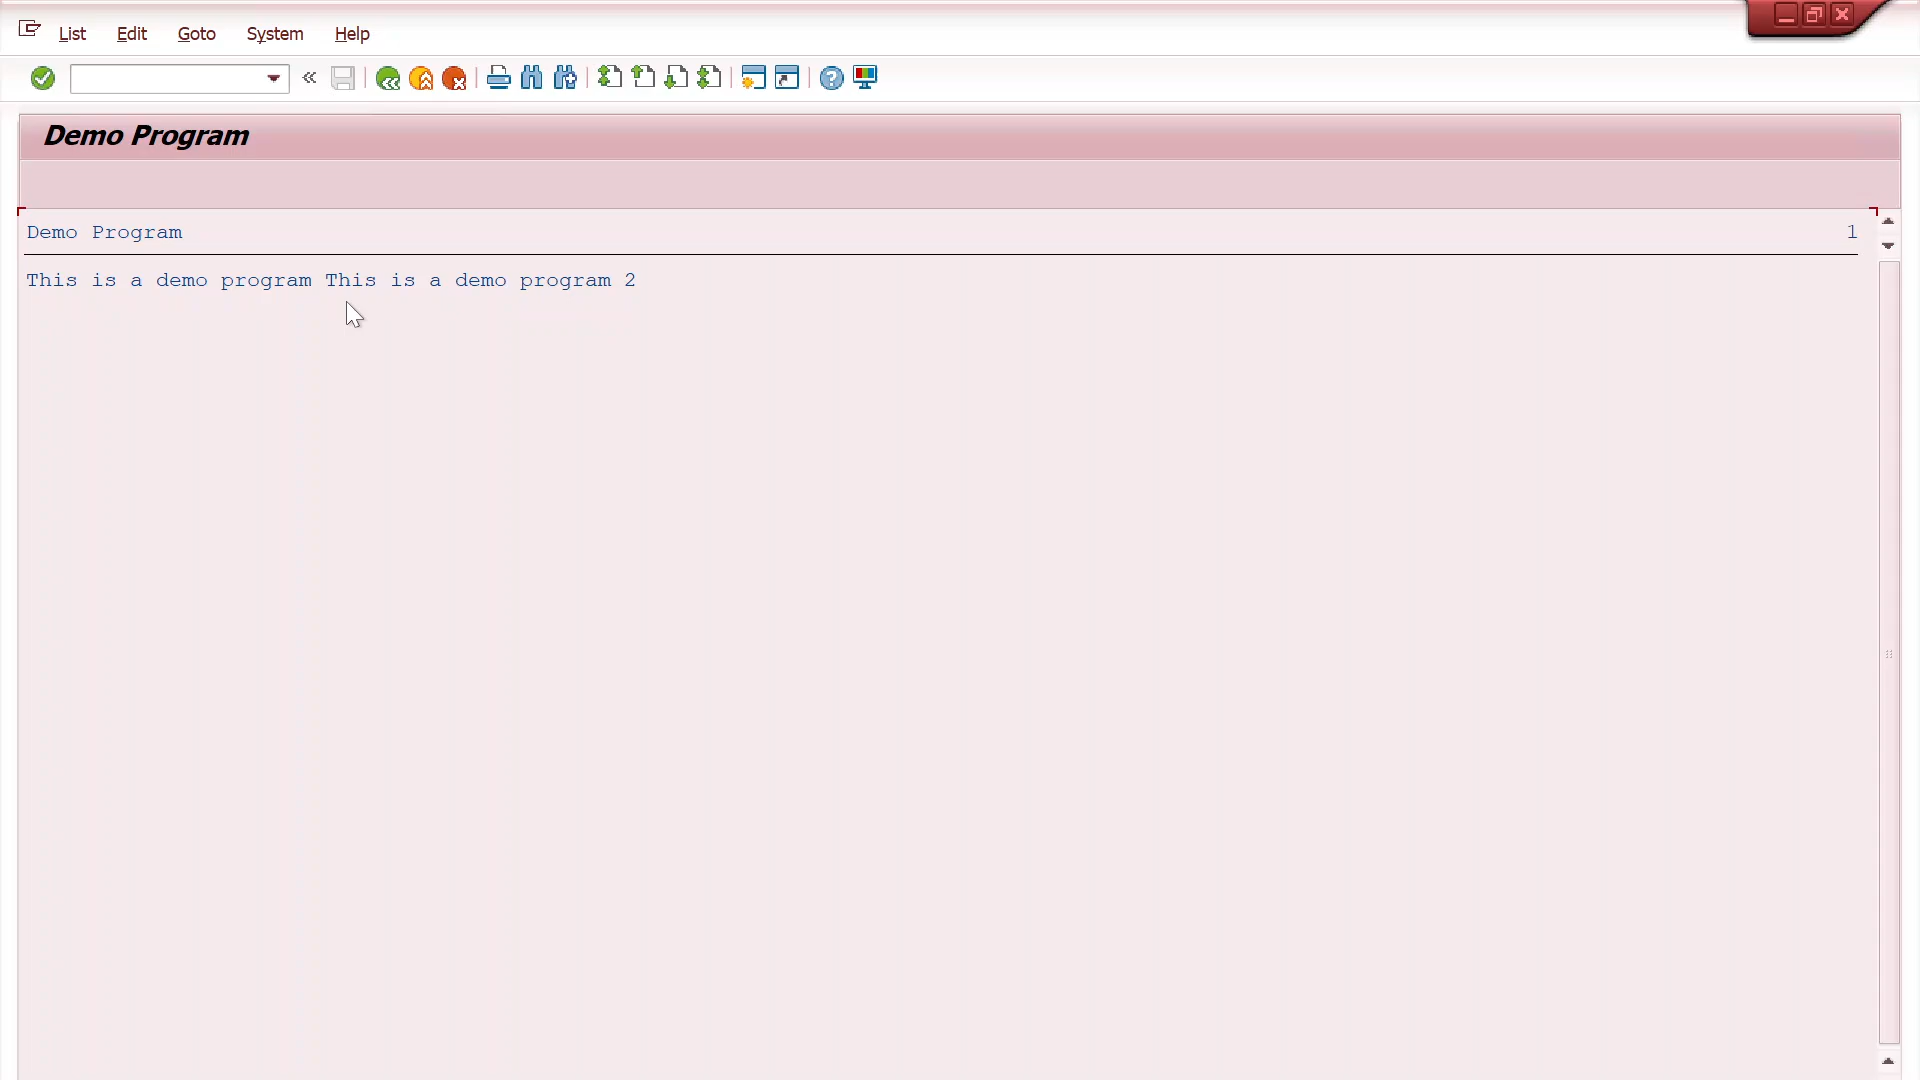 List Edit Goto System Help
Demo Program
Demo Program 1
This is a demo program This is a demo program 2